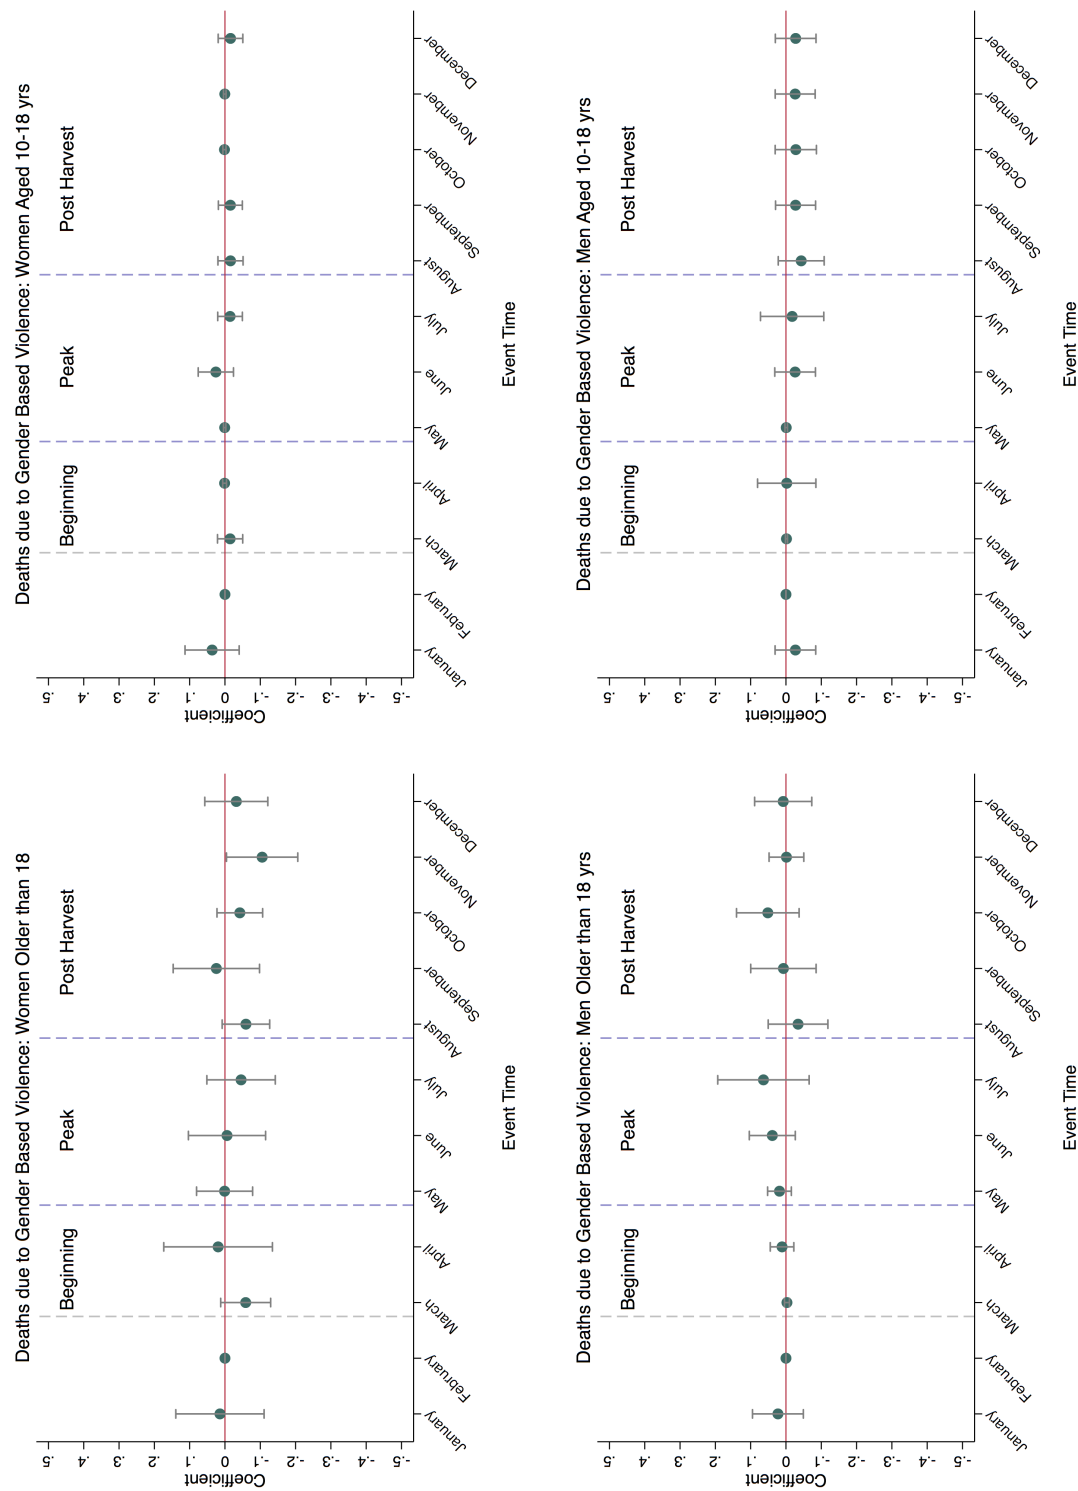 Deaths due to Gender Based Violence: Women Older than 18
Beginning
Peak
Post Harvest
.5
.4
.3
.2
.1
0
-.1
-.2
-.3
-.4
-.5
Coefficient
January
February
March
April
May
June
July
August
September
October
November
December
Event Time
Deaths due to Gender Based Violence: Women Aged 10-18 yrs
Beginning
Peak
Post Harvest
.5
.4
.3
.2
.1
0
-.1
-.2
-.3
-.4
-.5
Coefficient
January
February
March
April
May
June
July
August
September
October
November
December
Event Time
Deaths due to Gender Based Violence: Men Older than 18 yrs
Beginning
Peak
Post Harvest
.5
.4
.3
.2
.1
0
-.1
-.2
-.3
-.4
-.5
Coefficient
January
February
March
April
May
June
July
August
September
October
November
December
Event Time
Deaths due to Gender Based Violence: Men Aged 10-18 yrs
Beginning
Peak
Post Harvest
.5
.4
.3
.2
.1
0
-.1
-.2
-.3
-.4
-.5
Coefficient
January
February
March
April
May
June
July
August
September
October
November
December
Event Time